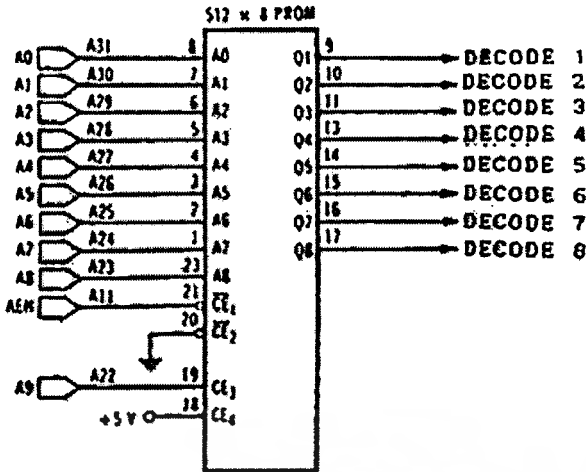 512 × 8 PROM
A0 A31 8 A0 Q1 9 DECODE 1
A1 A30 7 A1 Q2 10 DECODE 2
A2 A29 6 A2 Q3 11 DECODE 3
A3 A28 5 A3 Q4 13 DECODE 4
A4 A27 4 A4 Q5 14 DECODE 5
A5 A26 3 A5 Q6 15 DECODE 6
A6 A25 2 A6 Q7 16 DECODE 7
A7 A24 1 A7 Q8 17 DECODE 8
A8 A23 23 A8
AEN A11 21 C̅E̅₁
20 C̅E̅₂
A9 A22 19 CE₃
+5 V 18 CE₄